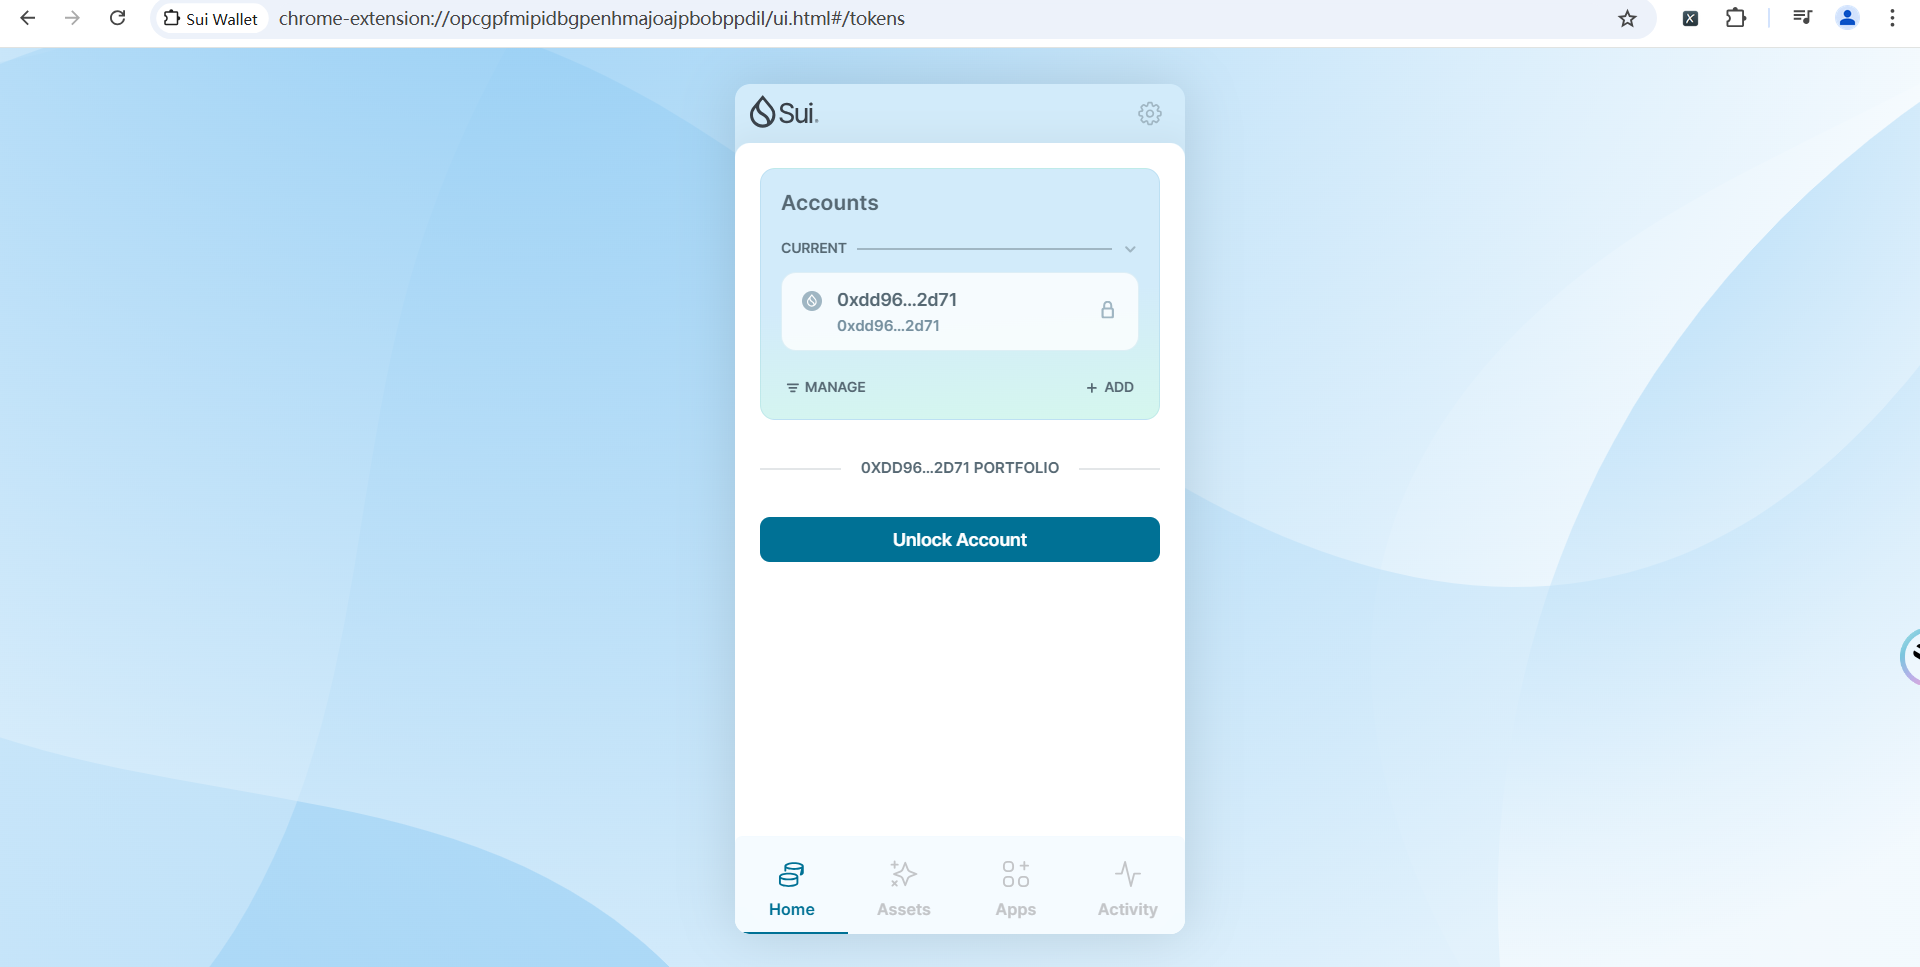 Sui Wallet
chrome-extension://opcgpfmipidbgpenhmajoajpbobppdil/ui.html#/tokens
Sui.
Accounts
CURRENT
0xdd96...2d71
0xdd96...2d71
MANAGE
+ ADD
0XDD96...2D71 PORTFOLIO
Unlock Account
Home
Assets
Apps
Activity